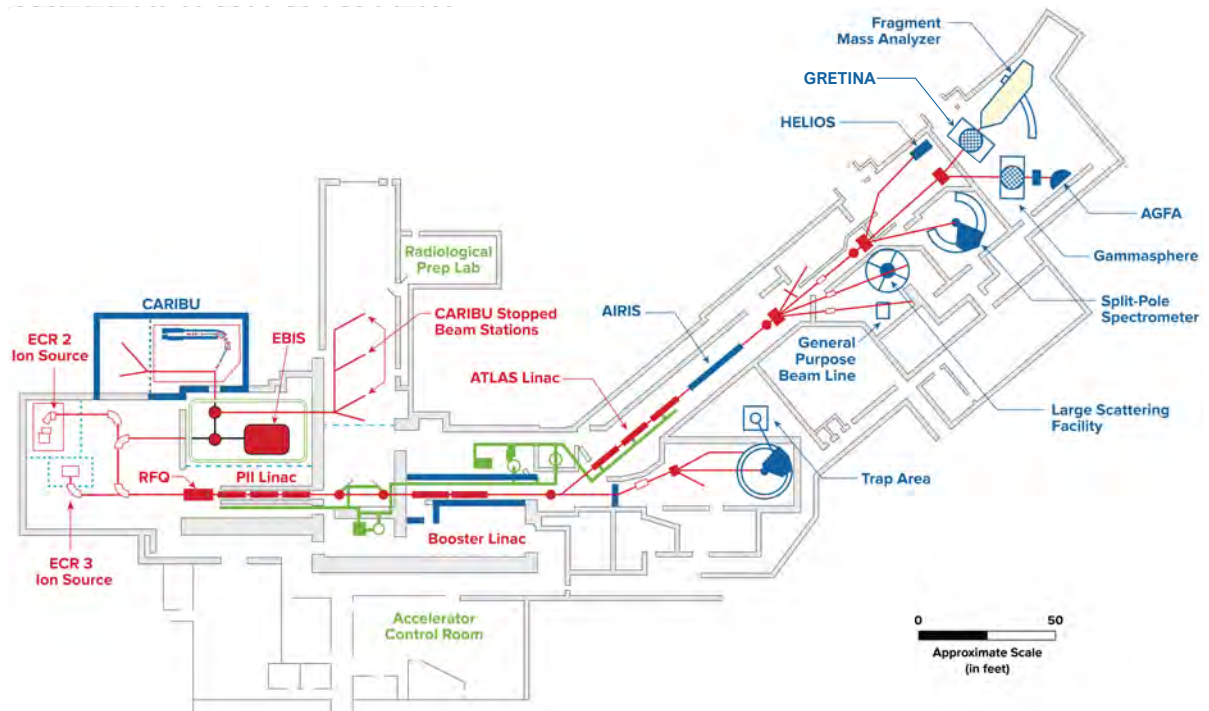 Fragment
Mass Analyzer
GRETINA
HELIOS
AGFA
Gammasphere
Split-Pole
Spectrometer
Large Scattering
Facility
General
Purpose
Beam Line
Trap Area
AIRIS
ATLAS Linac
Radiological
Prep Lab
CARIBU Stopped
Beam Stations
CARIBU
EBIS
ECR 2
Ion Source
RFQ
PII Linac
Booster Linac
ECR 3
Ion Source
Accelerator
Control Room
0
50
Approximate Scale
(in feet)